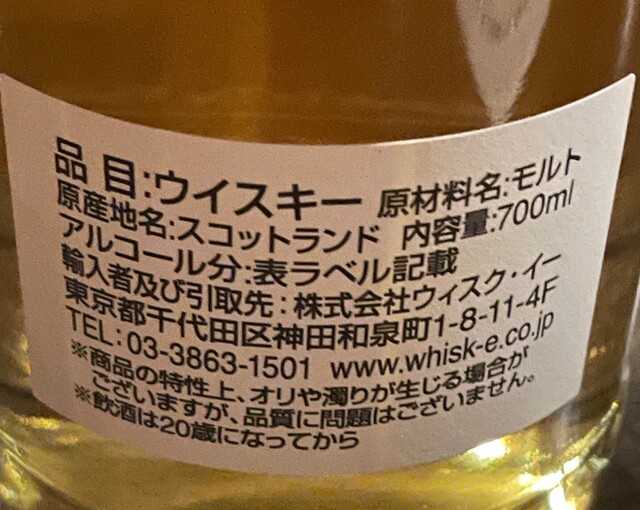 品 目:ウイスキー 原材料名:モルト
原産地名:スコットランド 内容量:700ml
アルコール分:表ラベル記載
輸入者及び引取先:株式会社ウィスク・イー
東京都千代田区神田和泉町1-8-11-4F
TEL:03-3863-1501 www.whisk-e.co.jp
※商品の特性上、オリや濁りが生じる場合が
ございますが、品質に問題はございません。
※飲酒は20歳になってから